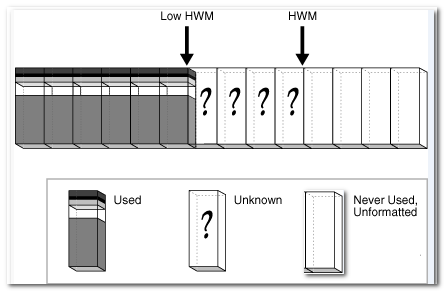 Low HWM HWM
? ? ? ?
Used ? Unknown Never Used,
Unformatted